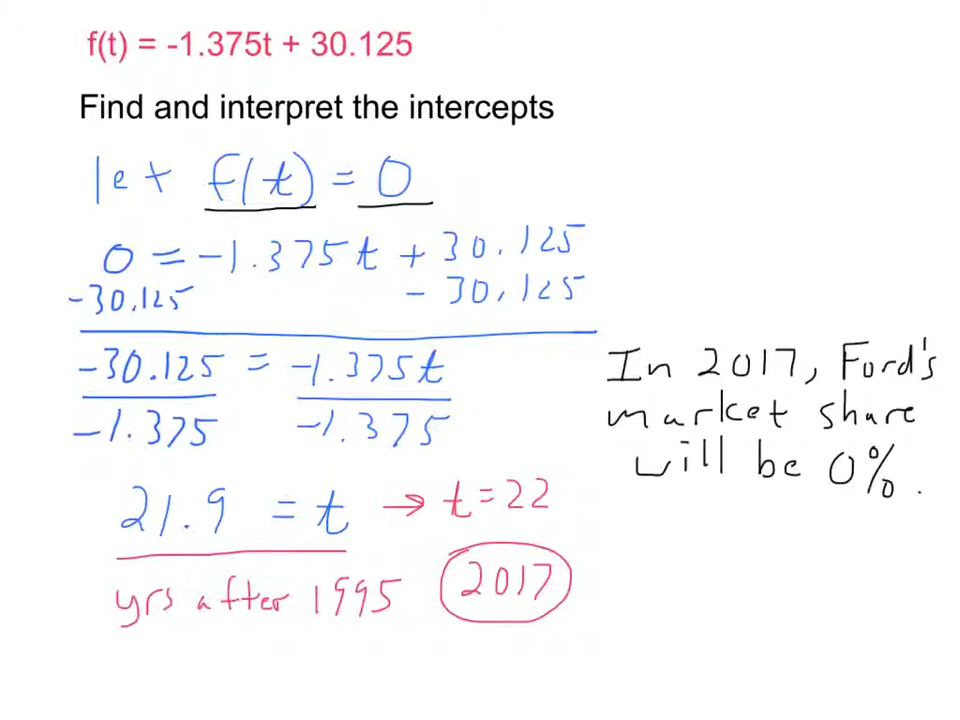 f(t) = -1.375t + 30.125
Find and interpret the intercepts
let f(t) = 0
0 = -1.375t + 30.125
-30.125 - 30.125
-30.125 = -1.375t
-1.375 -1.375
21.9 = t → t=22
yrs after 1995 2017
In 2017, Ford's
market share
will be 0%.